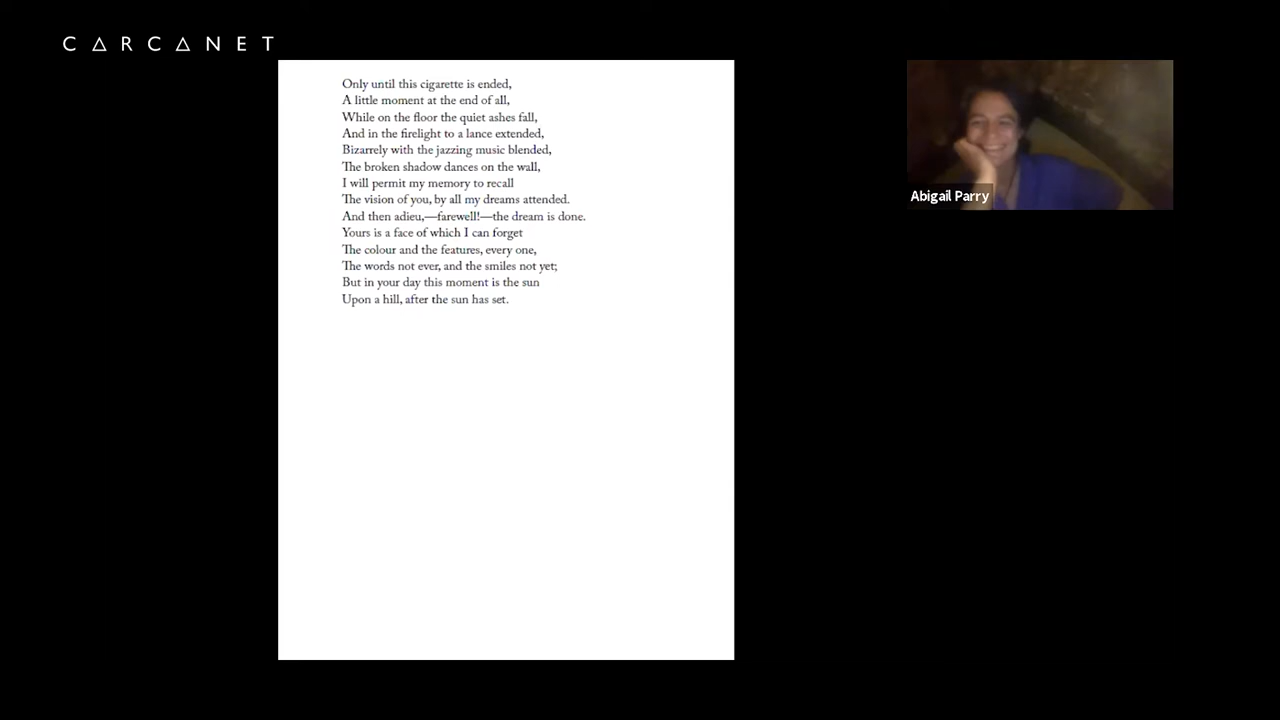 CARCANET
Only until this cigarette is ended,
A little moment at the end of all,
While on the floor the quiet ashes fall,
And in the firelight to a lance extended,
Bizarrely with the jazzing music blended,
The broken shadow dances on the wall,
I will permit my memory to recall
The vision of you, by all my dreams attended.
And then adieu,—farewell!—the dream is done.
Yours is a face of which I can forget
The colour and the features, every one,
The words not ever, and the smiles not yet;
But in your day this moment is the sun
Upon a hill, after the sun has set.
Abigail Parry